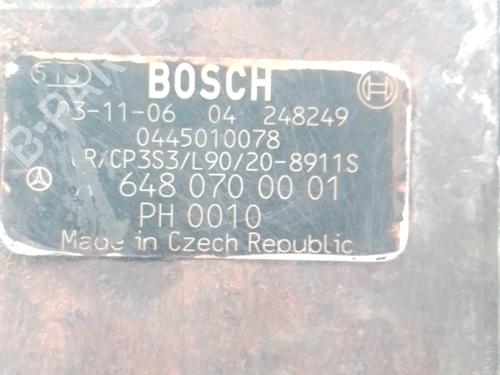 BOSCH
03-11-06 04 248249
0445010078
CR/CP3S3/L90/20-8911S
A 648 070 00 01
PH 0010
Made in Czech Republic
B-PARTS